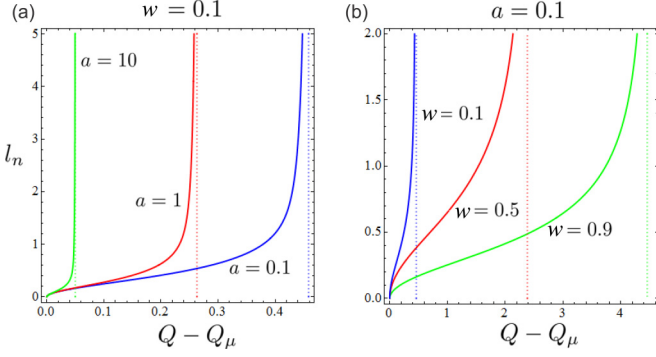 (a)
w = 0.1
5
4
3
2
1
0
l_n
a = 10
a = 1
a = 0.1
0.0 0.1 0.2 0.3 0.4
Q − Q_μ
(b)
a = 0.1
2.0
1.5
1.0
0.5
0.0
w = 0.1
w = 0.5
w = 0.9
0 1 2 3 4
Q − Q_μ